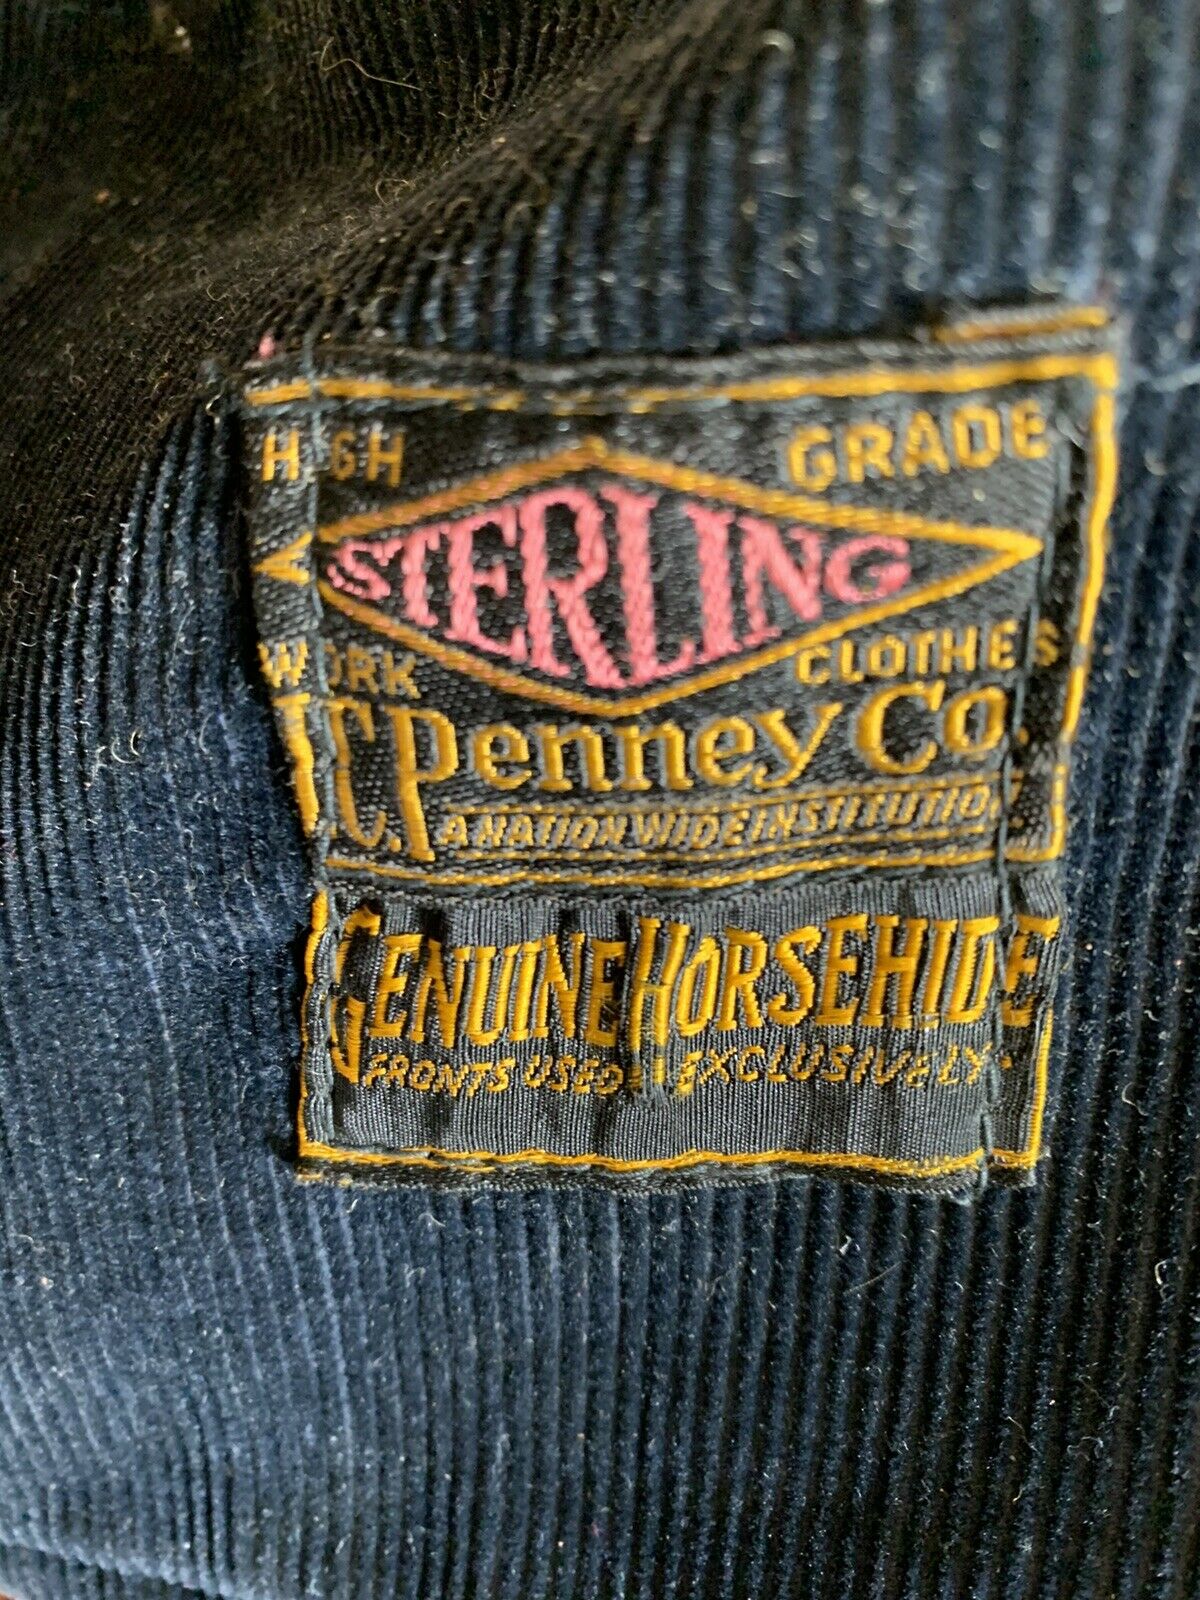 HIGH GRADE
STERLING
WORK CLOTHES
J.C. Penney Co.
A NATION WIDE INSTITUTION
GENUINE HORSEHIDE
FRONTS USED EXCLUSIVELY